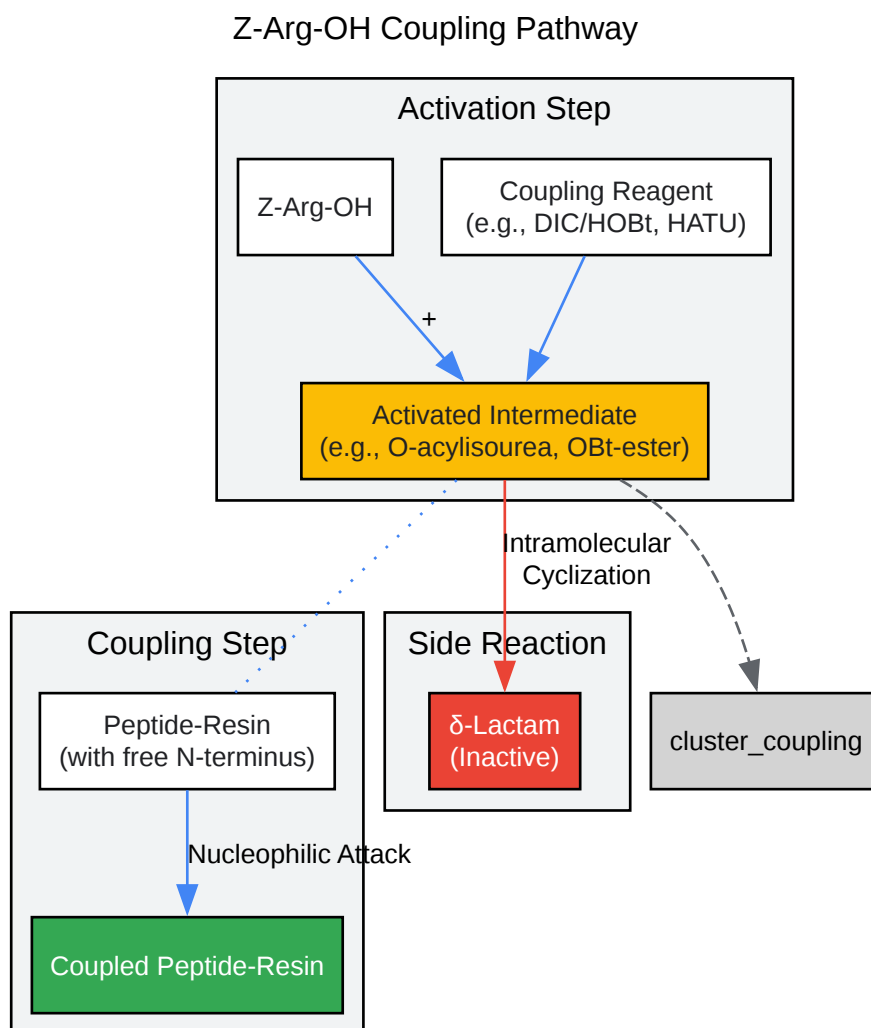 Z-Arg-OH Coupling Pathway
Activation Step
Z-Arg-OH
Coupling Reagent
(e.g., DIC/HOBt, HATU)
+
Activated Intermediate
(e.g., O-acylisourea, OBt-ester)
Intramolecular
Cyclization
Coupling Step
Side Reaction
Peptide-Resin
(with free N-terminus)
δ-Lactam
(Inactive)
cluster_coupling
Nucleophilic Attack
Coupled Peptide-Resin